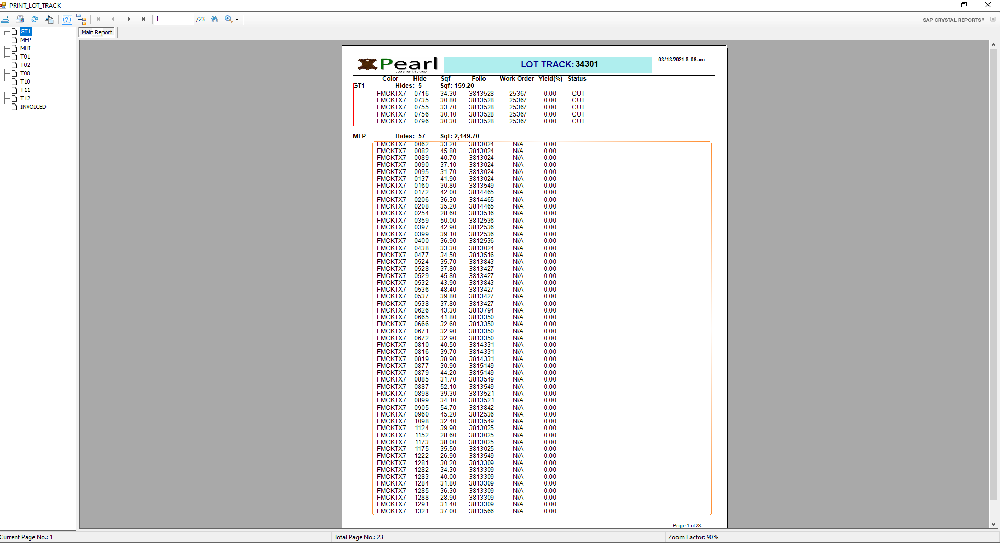 PRINT_LOT_TRACK
1 /23
SAP CRYSTAL REPORTS®
GT1
MFP
MHI
T01
T02
T08
T10
T11
T12
INVOICED
Main Report
Pearl
Leather México
LOT TRACK: 34301
03/13/2021 8:06 am
Color Hide Sqf Folio Work Order Yield(%) Status
GT1 Hides: 5 Sqf: 159.20
FMCKTX7 0716 34.30 3813528 25367 0.00 CUT
FMCKTX7 0735 30.80 3813528 25367 0.00 CUT
FMCKTX7 0755 33.70 3813528 25367 0.00 CUT
FMCKTX7 0756 30.10 3813528 25367 0.00 CUT
FMCKTX7 0796 30.30 3813528 25367 0.00 CUT
MFP Hides: 57 Sqf: 2,149.70
FMCKTX7 0062 33.20 3813024 N/A 0.00
FMCKTX7 0082 45.80 3813024 N/A 0.00
FMCKTX7 0089 40.70 3813024 N/A 0.00
FMCKTX7 0090 37.10 3813024 N/A 0.00
FMCKTX7 0095 31.70 3813024 N/A 0.00
FMCKTX7 0137 41.90 3813024 N/A 0.00
FMCKTX7 0160 30.80 3813549 N/A 0.00
FMCKTX7 0172 42.00 3814465 N/A 0.00
FMCKTX7 0206 36.30 3814465 N/A 0.00
FMCKTX7 0208 35.20 3814465 N/A 0.00
FMCKTX7 0254 28.60 3813516 N/A 0.00
FMCKTX7 0359 50.00 3812536 N/A 0.00
FMCKTX7 0397 42.90 3812536 N/A 0.00
FMCKTX7 0399 39.10 3812536 N/A 0.00
FMCKTX7 0400 36.90 3812536 N/A 0.00
FMCKTX7 0438 33.30 3813024 N/A 0.00
FMCKTX7 0477 34.50 3813516 N/A 0.00
FMCKTX7 0524 35.70 3813843 N/A 0.00
FMCKTX7 0528 37.80 3813427 N/A 0.00
FMCKTX7 0529 45.80 3813427 N/A 0.00
FMCKTX7 0532 43.90 3813843 N/A 0.00
FMCKTX7 0536 48.40 3813427 N/A 0.00
FMCKTX7 0537 39.80 3813427 N/A 0.00
FMCKTX7 0538 37.80 3813427 N/A 0.00
FMCKTX7 0626 43.30 3813794 N/A 0.00
FMCKTX7 0665 41.80 3813350 N/A 0.00
FMCKTX7 0666 32.60 3813350 N/A 0.00
FMCKTX7 0671 32.90 3813350 N/A 0.00
FMCKTX7 0672 32.90 3813350 N/A 0.00
FMCKTX7 0810 40.50 3814331 N/A 0.00
FMCKTX7 0816 39.70 3814331 N/A 0.00
FMCKTX7 0819 38.90 3814331 N/A 0.00
FMCKTX7 0877 30.90 3815149 N/A 0.00
FMCKTX7 0879 44.20 3815149 N/A 0.00
FMCKTX7 0885 31.70 3813549 N/A 0.00
FMCKTX7 0887 52.10 3813549 N/A 0.00
FMCKTX7 0898 39.30 3813521 N/A 0.00
FMCKTX7 0899 34.10 3813521 N/A 0.00
FMCKTX7 0905 54.70 3813842 N/A 0.00
FMCKTX7 0960 45.20 3812536 N/A 0.00
FMCKTX7 1098 32.40 3813549 N/A 0.00
FMCKTX7 1124 39.90 3813025 N/A 0.00
FMCKTX7 1152 28.60 3813025 N/A 0.00
FMCKTX7 1173 38.00 3813025 N/A 0.00
FMCKTX7 1175 35.50 3813025 N/A 0.00
FMCKTX7 1222 26.90 3813549 N/A 0.00
FMCKTX7 1281 30.20 3813309 N/A 0.00
FMCKTX7 1282 34.30 3813309 N/A 0.00
FMCKTX7 1283 40.00 3813309 N/A 0.00
FMCKTX7 1284 31.80 3813309 N/A 0.00
FMCKTX7 1285 36.30 3813309 N/A 0.00
FMCKTX7 1288 28.90 3813309 N/A 0.00
FMCKTX7 1291 31.40 3813309 N/A 0.00
FMCKTX7 1321 37.00 3813566 N/A 0.00
Page 1 of 23
Current Page No.: 1
Total Page No.: 23
Zoom Factor: 90%